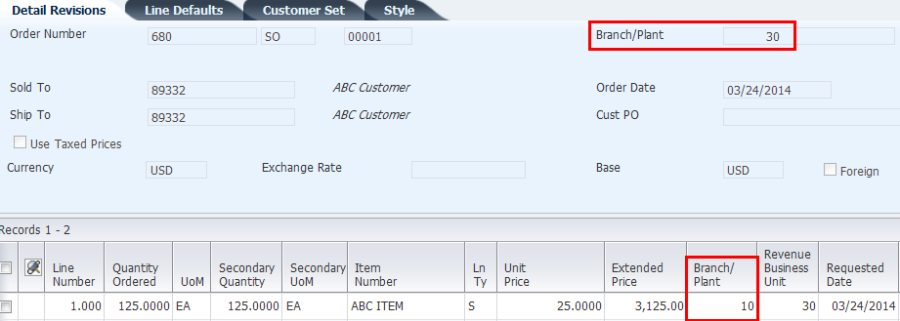 Detail Revisions Line Defaults Customer Set Style
Order Number 680 SO 00001 Branch/Plant 30
Sold To 89332 ABC Customer Order Date 03/24/2014
Ship To 89332 ABC Customer Cust PO
Use Taxed Prices
Currency USD Exchange Rate Base USD Foreign
Records 1 - 2
Line Number Quantity Ordered UoM Secondary Quantity Secondary UoM Item Number Ln Ty Unit Price Extended Price Branch/ Plant Revenue Business Unit Requested Date
1.000 125.0000 EA 125.0000 EA ABC ITEM S 25.0000 3,125.00 10 30 03/24/2014